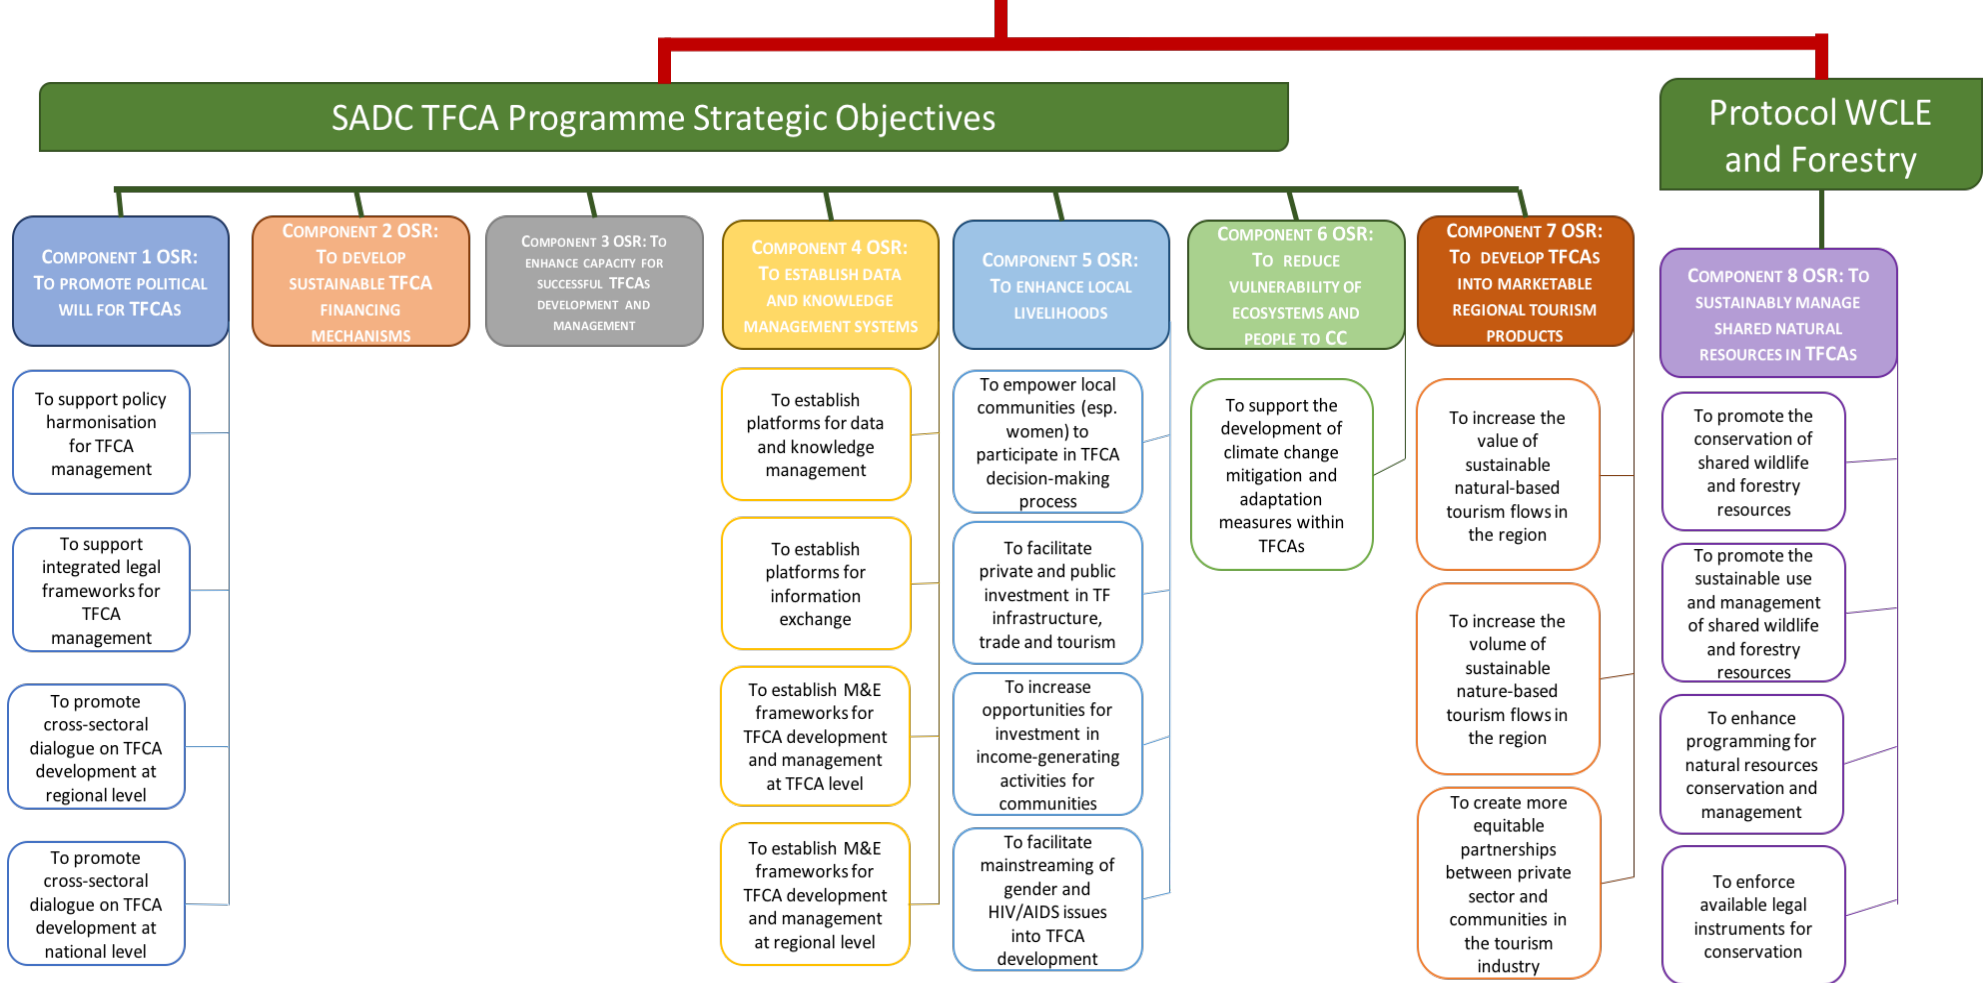 SADC TFCA Programme Strategic Objectives
Protocol WCLE
and Forestry
COMPONENT 1 OSR:
TO PROMOTE POLITICAL
WILL FOR TFCAS
To support policy
harmonisation
for TFCA
management
To support
integrated legal
frameworks for
TFCA
management
To promote
cross-sectoral
dialogue on TFCA
development at
regional level
To promote
cross-sectoral
dialogue on TFCA
development at
national level
COMPONENT 2 OSR:
TO DEVELOP
SUSTAINABLE TFCA
FINANCING
MECHANISMS
COMPONENT 3 OSR: TO
ENHANCE CAPACITY FOR
SUCCESSFUL TFCAS
DEVELOPMENT AND
MANAGEMENT
COMPONENT 4 OSR:
TO ESTABLISH DATA
AND KNOWLEDGE
MANAGEMENT SYSTEMS
To establish
platforms for data
and knowledge
management
To establish
platforms for
information
exchange
To establish M&E
frameworks for
TFCA development
and management
at TFCA level
To establish M&E
frameworks for
TFCA development
and management
at regional level
COMPONENT 5 OSR:
TO ENHANCE LOCAL
LIVELIHOODS
To empower local
communities (esp.
women) to
participate in TFCA
decision-making
process
To facilitate
private and public
investment in TF
infrastructure,
trade and tourism
To increase
opportunities for
investment in
income-generating
activities for
communities
To facilitate
mainstreaming of
gender and
HIV/AIDS issues
into TFCA
development
COMPONENT 6 OSR:
TO REDUCE
VULNERABILITY OF
ECOSYSTEMS AND
PEOPLE TO CC
To support the
development of
climate change
mitigation and
adaptation
measures within
TFCAs
COMPONENT 7 OSR:
TO DEVELOP TFCAS
INTO MARKETABLE
REGIONAL TOURISM
PRODUCTS
To increase the
value of
sustainable
natural-based
tourism flows in
the region
To increase the
volume of
sustainable
nature-based
tourism flows in
the region
To create more
equitable
partnerships
between private
sector and
communities in
the tourism
industry
COMPONENT 8 OSR: TO
SUSTAINABLY MANAGE
SHARED NATURAL
RESOURCES IN TFCAS
To promote the
conservation of
shared wildlife
and forestry
resources
To promote the
sustainable use
and management
of shared wildlife
and forestry
resources
To enhance
programming for
natural resources
conservation and
management
To enforce
available legal
instruments for
conservation